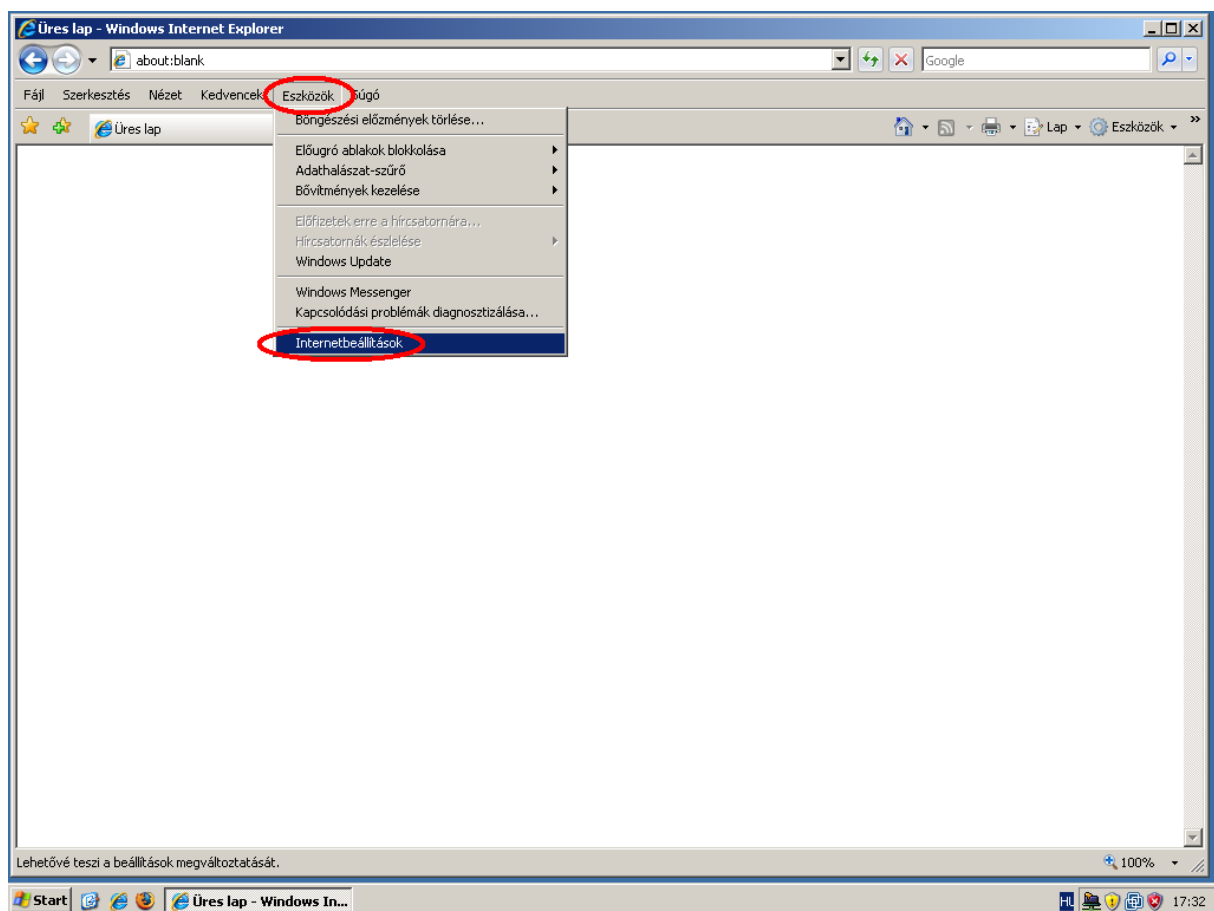 Üres lap - Windows Internet Explorer
about:blank
Google
Fájl Szerkesztés Nézet Kedvencek Eszközök Súgó
Üres lap
Lap Eszközök
Böngészési előzmények törlése...
Előugró ablakok blokkolása
Adathalászat-szűrő
Bővítmények kezelése
Előfizetek erre a hírcsatornára...
Hírcsatornák észlelése
Windows Update
Windows Messenger
Kapcsolódási problémák diagnosztizálása...
Internetbeállítások
Lehetővé teszi a beállítások megváltoztatását.
100%
Start
Üres lap - Windows In...
HU
17:32